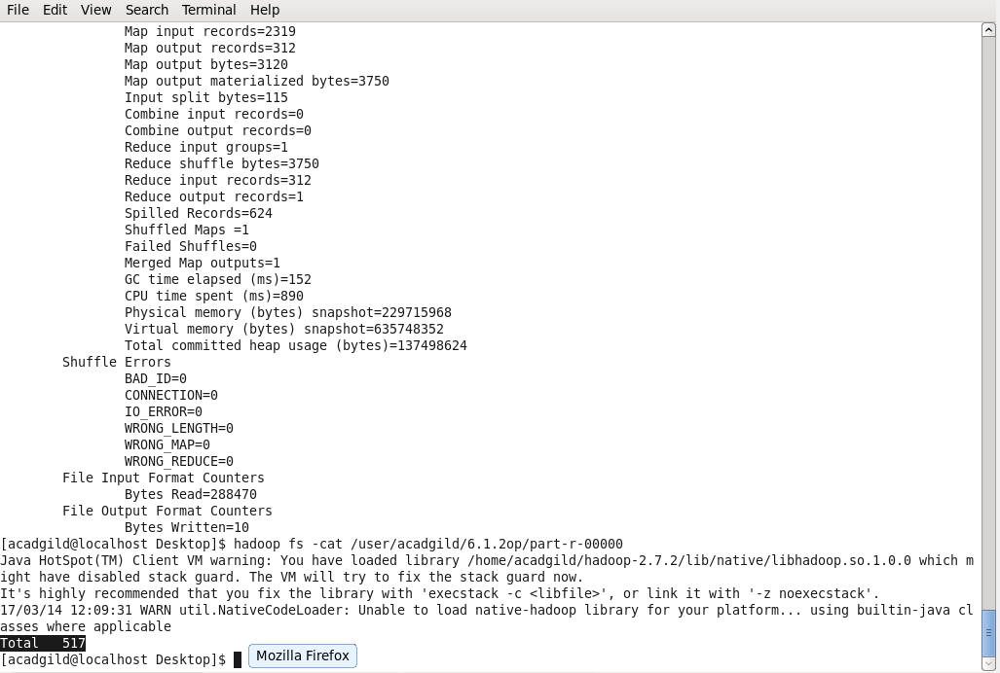 File Edit View Search Terminal Help
Map input records=2319
Map output records=312
Map output bytes=3120
Map output materialized bytes=3750
Input split bytes=115
Combine input records=0
Combine output records=0
Reduce input groups=1
Reduce shuffle bytes=3750
Reduce input records=312
Reduce output records=1
Spilled Records=624
Shuffled Maps =1
Failed Shuffles=0
Merged Map outputs=1
GC time elapsed (ms)=152
CPU time spent (ms)=890
Physical memory (bytes) snapshot=229715968
Virtual memory (bytes) snapshot=635748352
Total committed heap usage (bytes)=137498624
Shuffle Errors
BAD_ID=0
CONNECTION=0
IO_ERROR=0
WRONG_LENGTH=0
WRONG_MAP=0
WRONG_REDUCE=0
File Input Format Counters
Bytes Read=288470
File Output Format Counters
Bytes Written=10
[acadgild@localhost Desktop]$ hadoop fs -cat /user/acadgild/6.1.2op/part-r-00000
Java HotSpot(TM) Client VM warning: You have loaded library /home/acadgild/hadoop-2.7.2/lib/native/libhadoop.so.1.0.0 which m
ight have disabled stack guard. The VM will try to fix the stack guard now.
It's highly recommended that you fix the library with 'execstack -c <libfile>', or link it with '-z noexecstack'.
17/03/14 12:09:31 WARN util.NativeCodeLoader: Unable to load native-hadoop library for your platform... using builtin-java cl
asses where applicable
Total   517
[acadgild@localhost Desktop]$
Mozilla Firefox